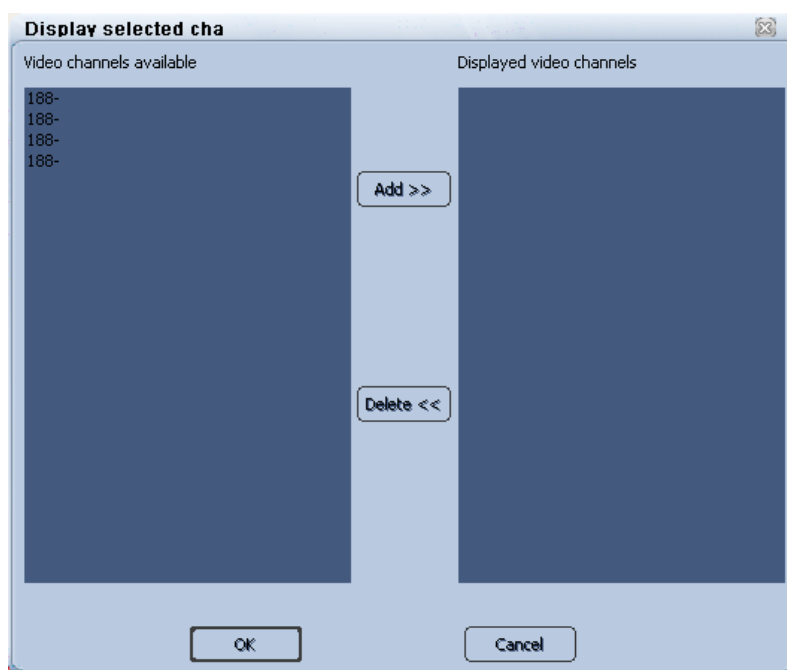 Display selected cha
Video channels available
Displayed video channels
188-
188-
188-
188-
Add >>
Delete <<
OK
Cancel